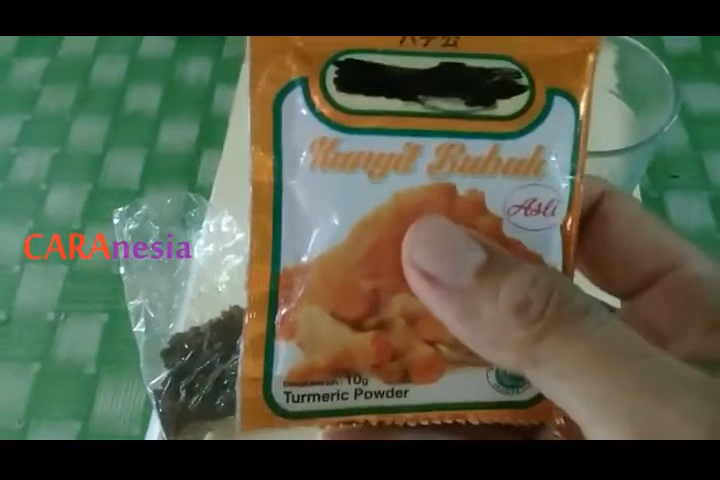 Kunyit Bubuk
Asli
CARAnesia
10g
Turmeric Powder